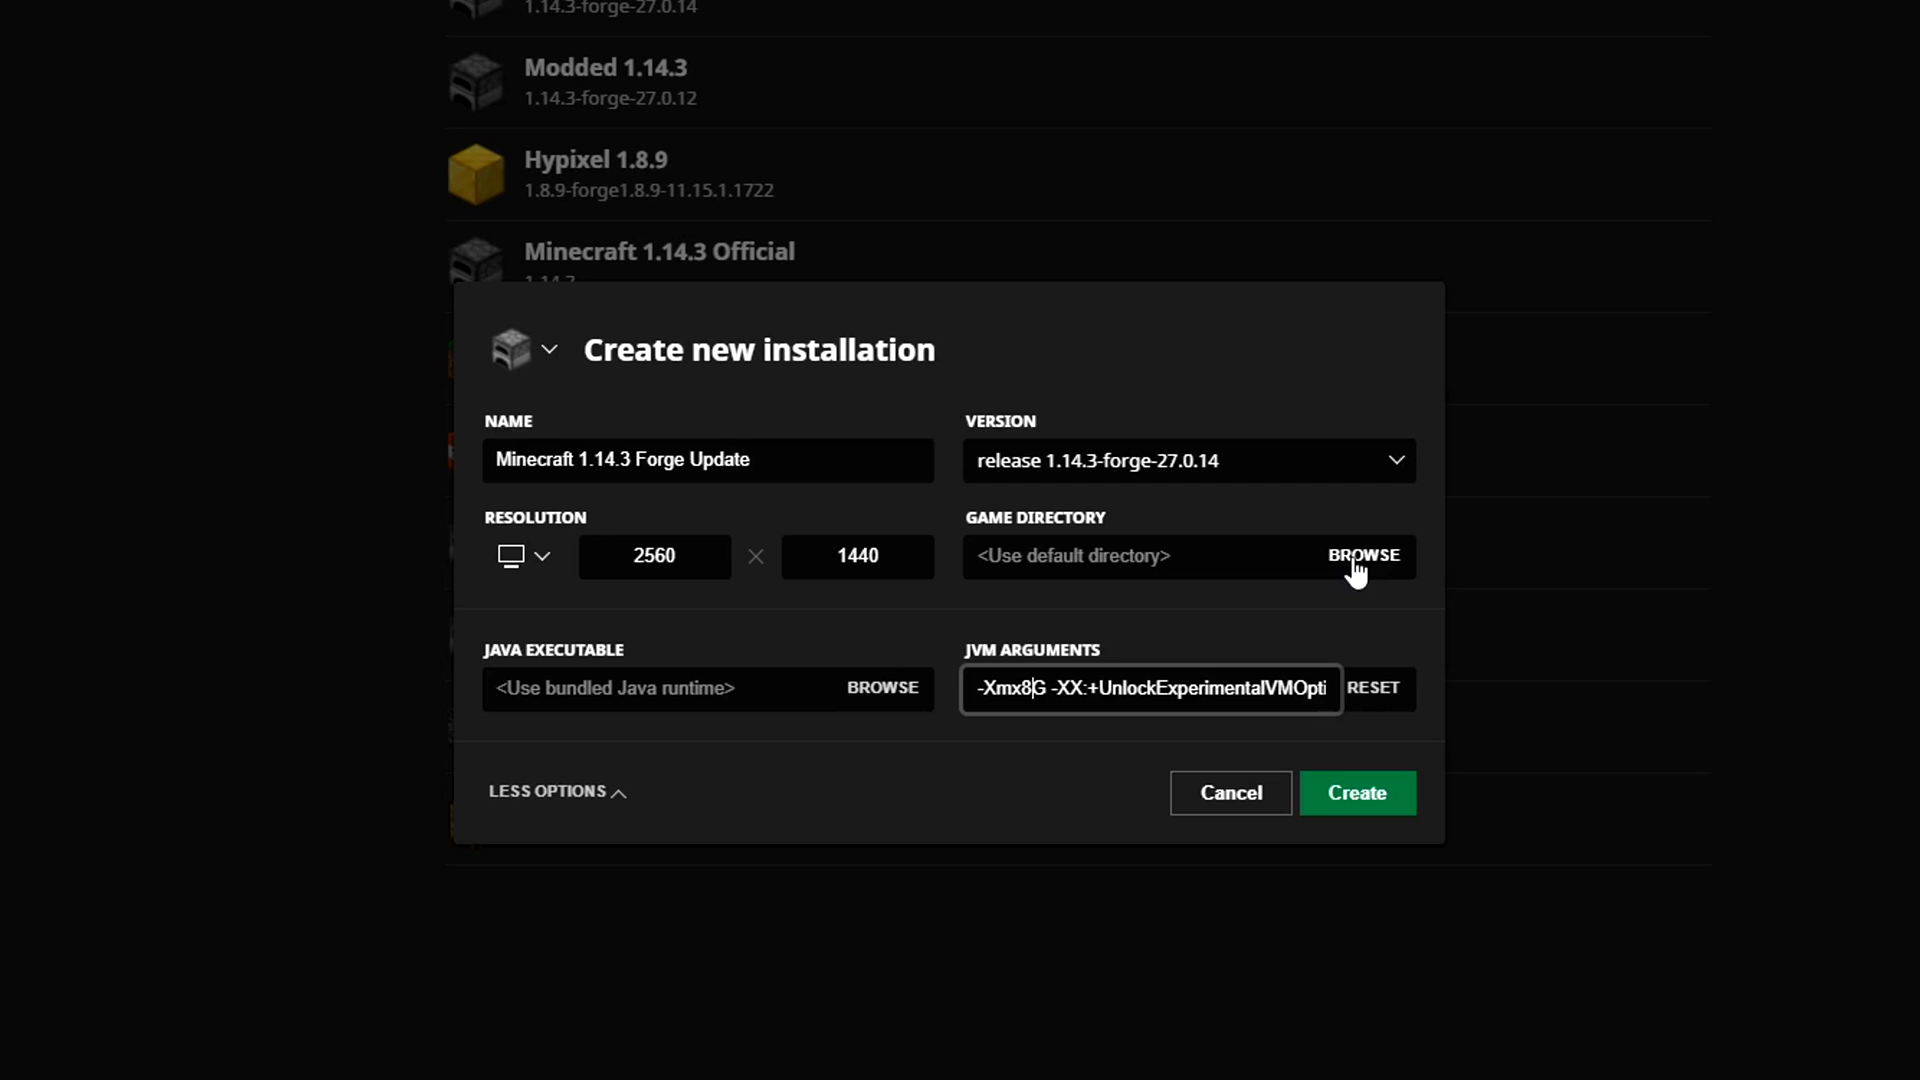 1.14.3-forge-27.0.14
Modded 1.14.3
1.14.3-forge-27.0.12
Hypixel 1.8.9
1.8.9-forge1.8.9-11.15.1.1722
Minecraft 1.14.3 Official
1.14.3
Create new installation
NAME
VERSION
Minecraft 1.14.3 Forge Update
release 1.14.3-forge-27.0.14
RESOLUTION
GAME DIRECTORY
2560 × 1440
<Use default directory> BROWSE
JAVA EXECUTABLE
JVM ARGUMENTS
<Use bundled Java runtime> BROWSE
-Xmx8G -XX:+UnlockExperimentalVMOpti RESET
LESS OPTIONS
Cancel
Create